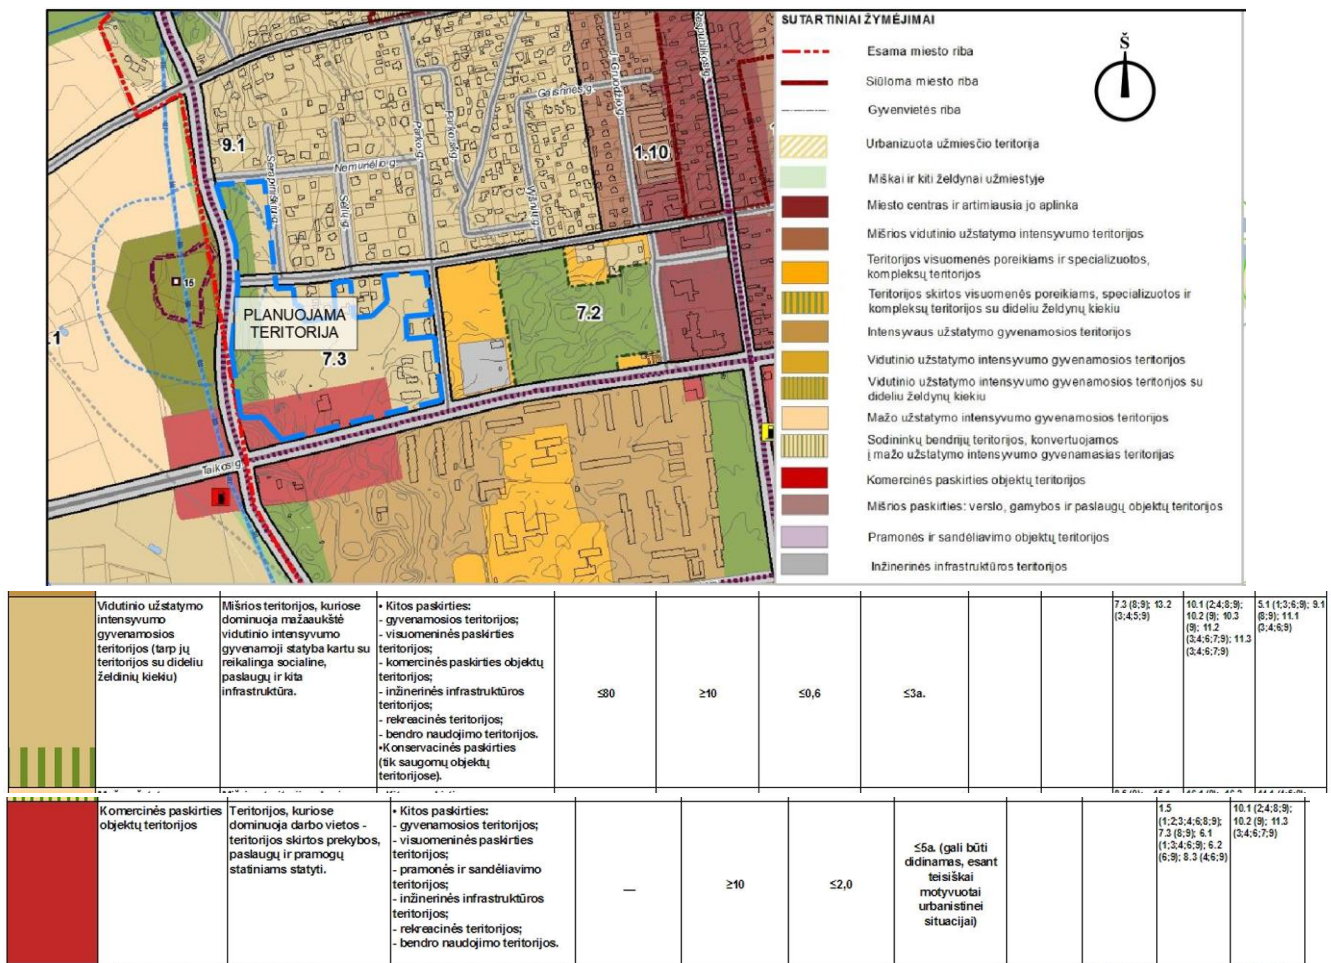 SUTARTINIAI ŽYMĖJIMAI
Š
Esama miesto riba
Siūloma miesto riba
Gyvenvietės riba
Urbanizuota užmiesčio teritorija
Miškai ir kiti želdynai užmiestyje
Miesto centras ir artimiausia jo aplinka
Mišrios vidutinio užstatymo intensyvumo teritorijos
Teritorijos visuomenės poreikiams ir specializuotos,
kompleksų teritorijos
Teritorijos skirtos visuomenės poreikiams, specializuotos ir
kompleksų teritorijos su dideliu želdynų kiekiu
Intensyvaus užstatymo gyvenamosios teritorijos
Vidutinio užstatymo intensyvumo gyvenamosios teritorijos
Vidutinio užstatymo intensyvumo gyvenamosios teritorijos su
dideliu želdynų kiekiu
Mažo užstatymo intensyvumo gyvenamosios teritorijos
Sodininkų bendrijų teritorijos, konvertuojamos
į mažo užstatymo intensyvumo gyvenamąsias teritorijas
Komercinės paskirties objektų teritorijos
Mišrios paskirties: verslo, gamybos ir paslaugų objektų teritorijos
Pramonės ir sandėliavimo objektų teritorijos
Inžinerinės infrastruktūros teritorijos
Respublikos g.
Gaisrinės g.
9.1
1.10
Nemunėlio g.
Parko g.
Sėlių g.
15
PLANUOJAMA
TERITORIJA
7.2
.1
7.3
Taikos g.
Vidutinio užstatymo
intensyvumo
gyvenamosios
teritorijos (tarp jų
teritorijos su dideliu
želdinių kiekiu)
Mišrios teritorijos, kuriose
dominuoja mažaaukštė
vidutinio intensyvumo
gyvenamoji statyba kartu su
reikalinga socialine,
paslaugų ir kita
infrastruktūra.
• Kitos paskirties:
- gyvenamosios teritorijos;
- visuomeninės paskirties
teritorijos;
- komercinės paskirties objektų
teritorijos;
- inžinerinės infrastruktūros
teritorijos;
- rekreacinės teritorijos;
- bendro naudojimo teritorijos.
•Konservacinės paskirties
(tik saugomų objektų
teritorijose).
≤80
≥10
≤0,6
≤3a.
7.3 (8;9); 13.2
(3;4;5;9)
10.1 (2;4;8;9);
10.2 (9); 10.3
(9); 11.2
(3;4;6;7;9); 11.3
(3;4;6;7;9)
5.1 (1;3;6;9); 9.1
(8;9); 11.1
(3;4;6;9)
Komercinės paskirties
objektų teritorijos
Teritorijos, kuriose
dominuoja darbo vietos -
teritorijos skirtos prekybos,
paslaugų ir pramogų
statiniams statyti.
• Kitos paskirties:
- gyvenamosios teritorijos;
- visuomeninės paskirties
teritorijos;
- pramonės ir sandėliavimo
teritorijos;
- inžinerinės infrastruktūros
teritorijos;
- rekreacinės teritorijos;
- bendro naudojimo teritorijos.
—
≥10
≤2,0
≤5a. (gali būti
didinamas, esant
teisiškai
motyvuotai
urbanistinei
situacijai)
1.5
(1;2;3;4;6;8;9);
7.3 (8;9); 6.1
(1;3;4;6;9); 6.2
(6;9); 8.3 (4;6;9)
10.1 (2;4;8;9);
10.2 (9); 11.3
(3;4;6;7;9)